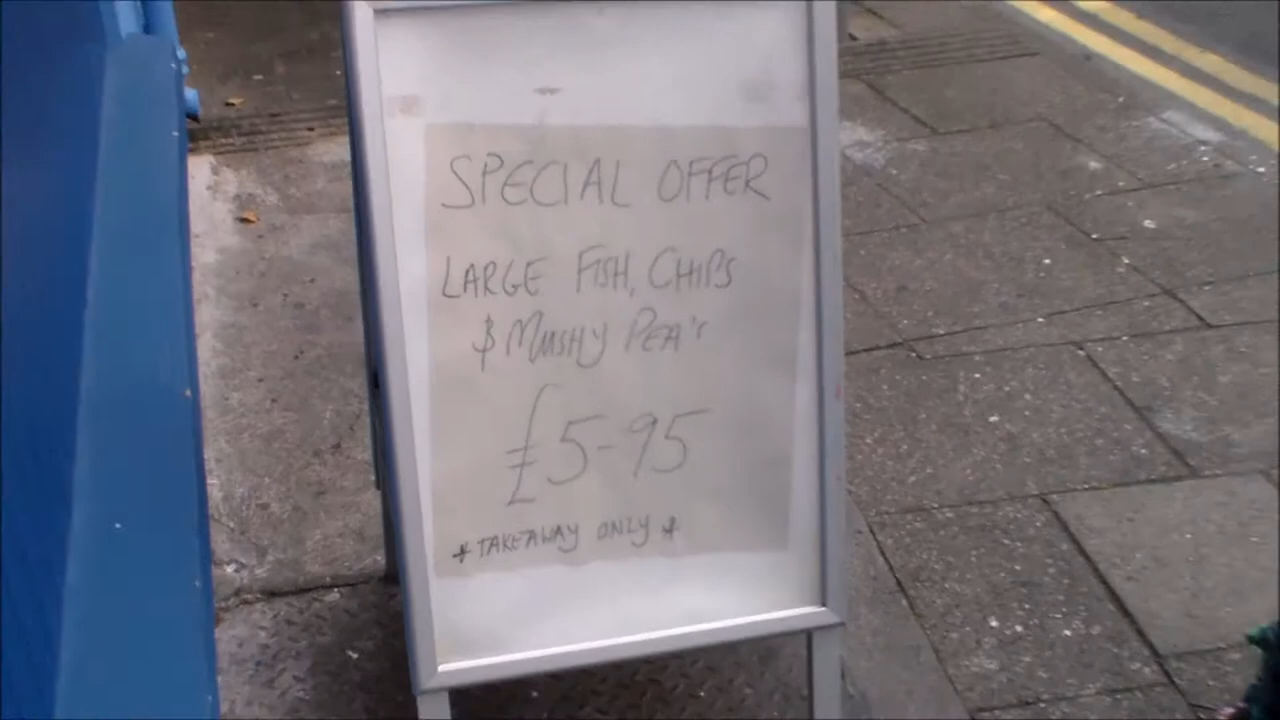 SPECIAL OFFER
LARGE FISH, CHIPS
& MUSHY PEA's
£5-95
*TAKEAWAY ONLY*